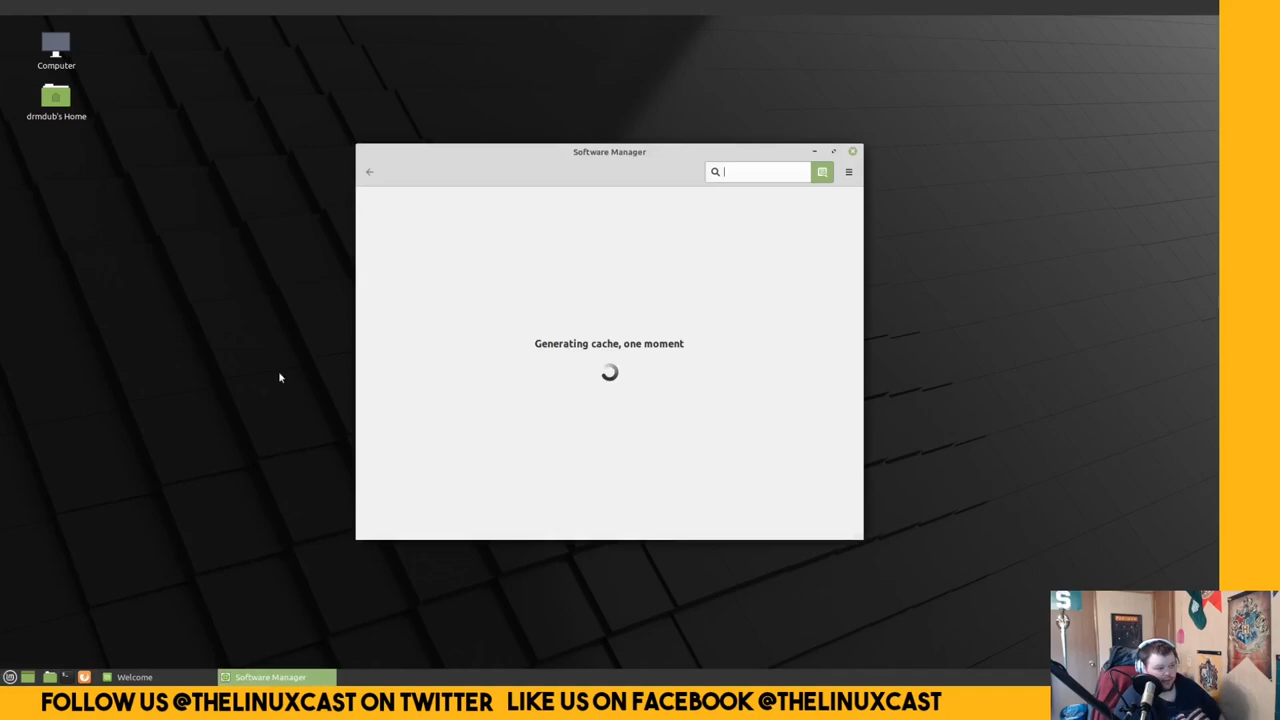 Computer
drmdub's Home
Software Manager
Generating cache, one moment
Welcome
Software Manager
S
FOLLOW US @THELINUXCAST ON TWITTER LIKE US ON FACEBOOK @THELINUXCAST